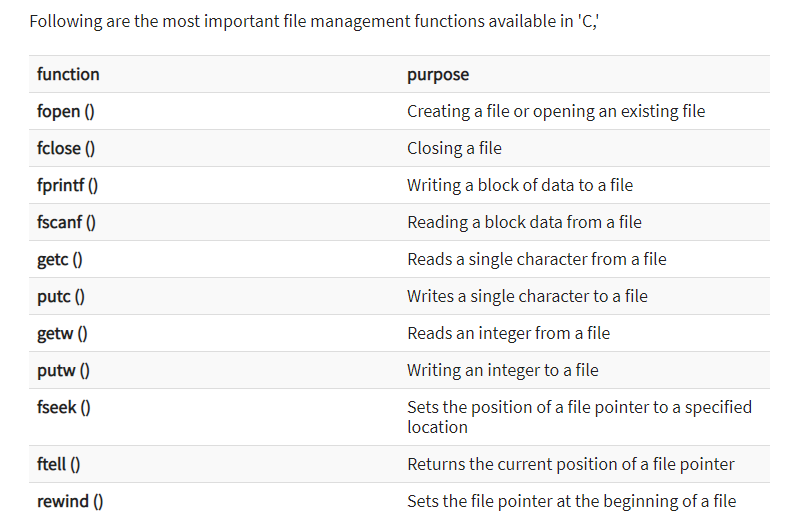 Following are the most important file management functions available in 'C,'
function purpose
fopen () Creating a file or opening an existing file
fclose () Closing a file
fprintf () Writing a block of data to a file
fscanf () Reading a block data from a file
getc () Reads a single character from a file
putc () Writes a single character to a file
getw () Reads an integer from a file
putw () Writing an integer to a file
fseek () Sets the position of a file pointer to a specified
location
ftell () Returns the current position of a file pointer
rewind () Sets the file pointer at the beginning of a file